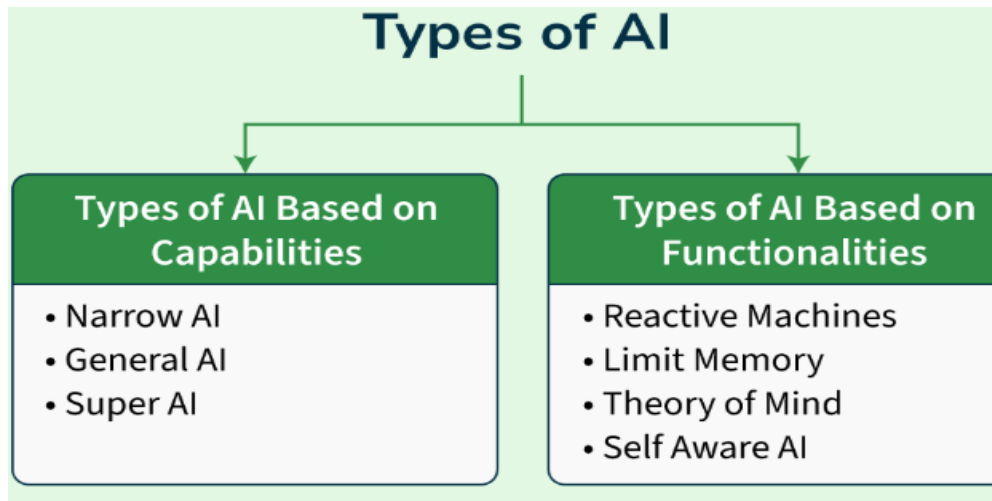 Types of AI
Types of AI Based on
Capabilities
• Narrow AI
• General AI
• Super AI
Types of AI Based on
Functionalities
• Reactive Machines
• Limit Memory
• Theory of Mind
• Self Aware AI